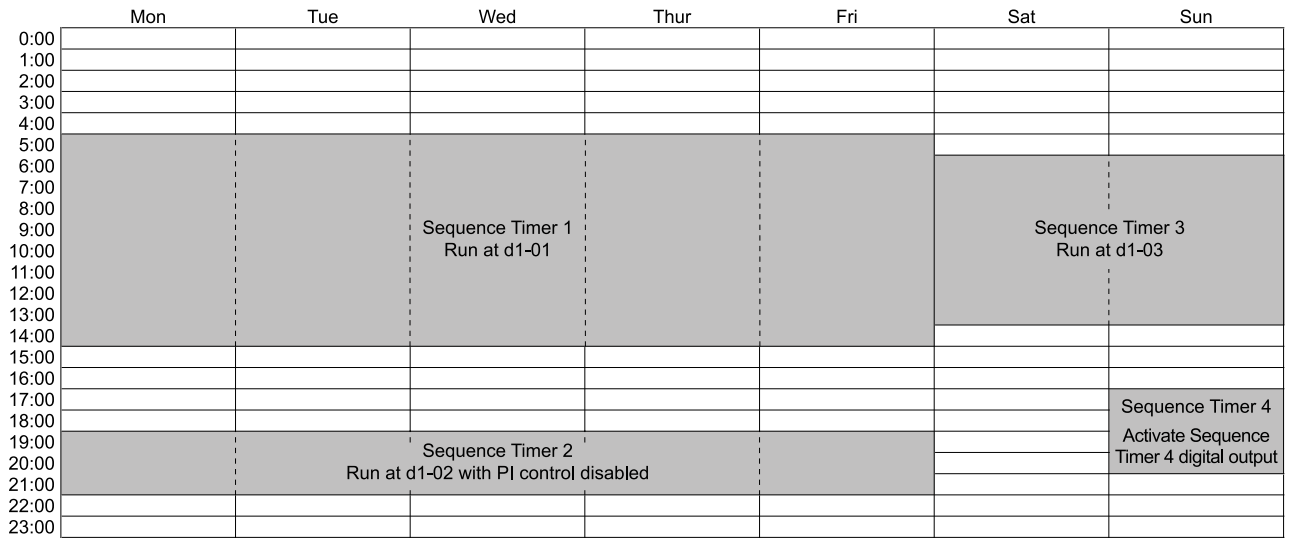 Mon Tue Wed Thur Fri Sat Sun
0:00
1:00
2:00
3:00
4:00
5:00
6:00
7:00
8:00
9:00
10:00
11:00
12:00
13:00
14:00
15:00
16:00
17:00
18:00
19:00
20:00
21:00
22:00
23:00
Sequence Timer 1
Run at d1-01
Sequence Timer 3
Run at d1-03
Sequence Timer 4
Activate Sequence
Timer 4 digital output
Sequence Timer 2
Run at d1-02 with PI control disabled